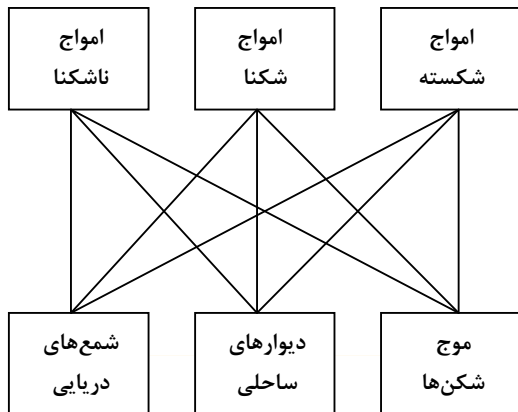 امواج
شکسته
امواج
شکنا
امواج
ناشکنا
موج
شکن‌ها
دیوارهای
ساحلی
شمع‌های
دریایی